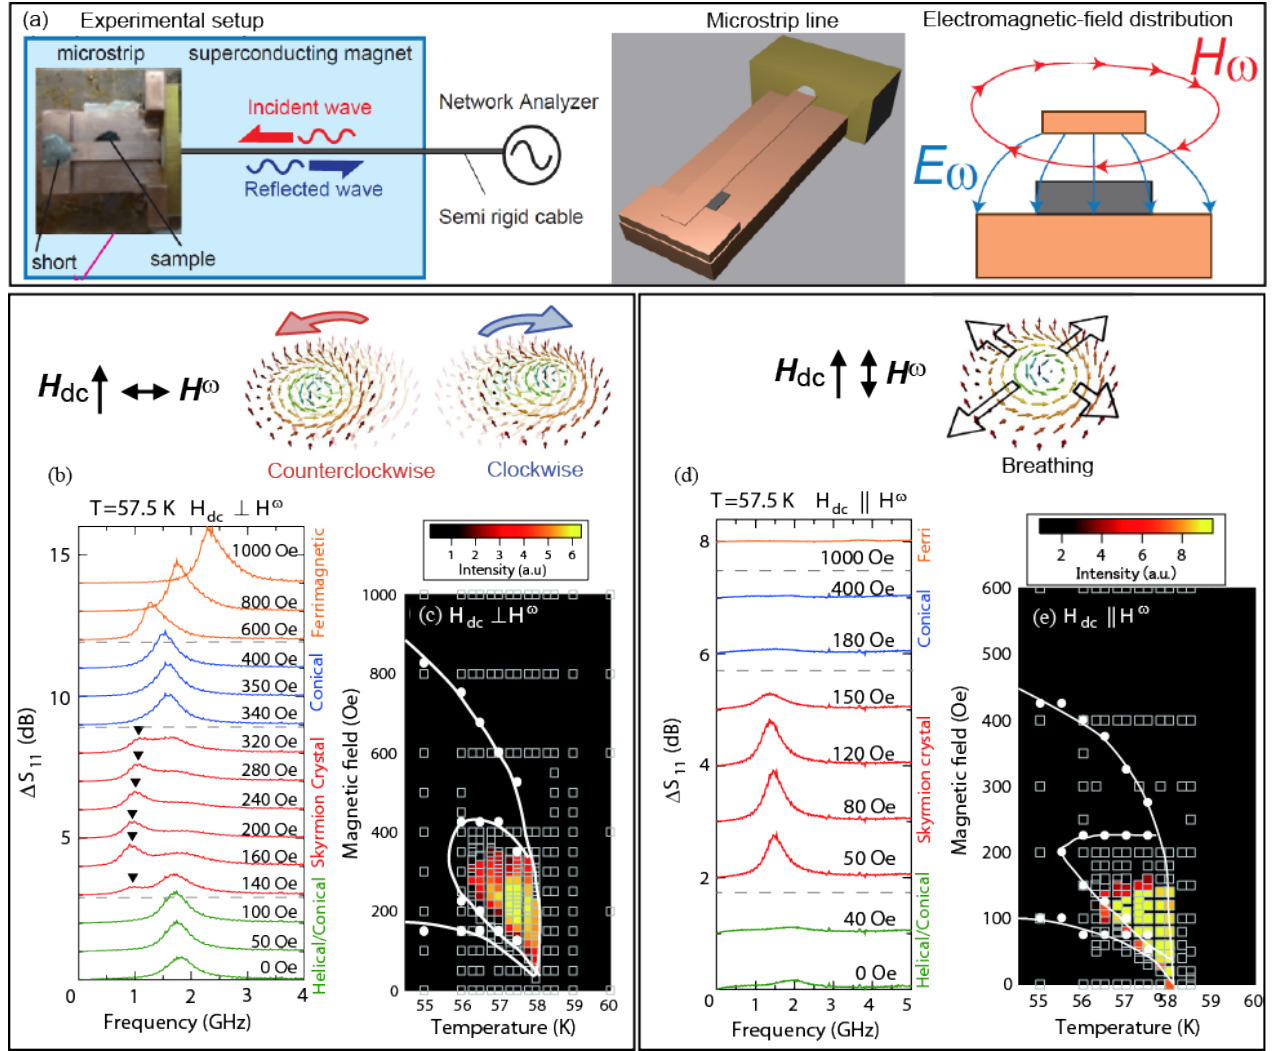 (a) Experimental setup
Microstrip line
Electromagnetic-field distribution
microstrip
superconducting magnet
Incident wave
Reflected wave
short
sample
Network Analyzer
Semi rigid cable
Hω
Eω
Hdc
Hω
Counterclockwise
Clockwise
(b)
T=57.5 K Hdc ⊥ Hω
1000 Oe
800 Oe
600 Oe
400 Oe
350 Oe
340 Oe
320 Oe
280 Oe
240 Oe
200 Oe
160 Oe
140 Oe
100 Oe
50 Oe
0 Oe
Ferrimagnetic
Conical
Skyrmion Crystal
Helical/Conical
15
10
5
ΔS11 (dB)
0 1 2 3 4
Frequency (GHz)
1 2 3 4 5 6
Intensity (a.u)
(c) Hdc ⊥ Hω
1000
800
600
400
200
0
Magnetic field (Oe)
55 56 57 58 59 60
Temperature (K)
Hdc
Hω
Breathing
(d)
T=57.5 K Hdc || Hω
1000 Oe
400 Oe
180 Oe
150 Oe
120 Oe
80 Oe
50 Oe
40 Oe
0 Oe
Ferri
Conical
Skyrmion crystal
Helical/Conical
8
6
4
2
ΔS11 (dB)
0 1 2 3 4 5
Frequency (GHz)
2 4 6 8
Intensity (a.u.)
(e) Hdc || Hω
600
500
400
300
200
100
0
Magnetic field (Oe)
55 56 57 58 59 60
Temperature (K)